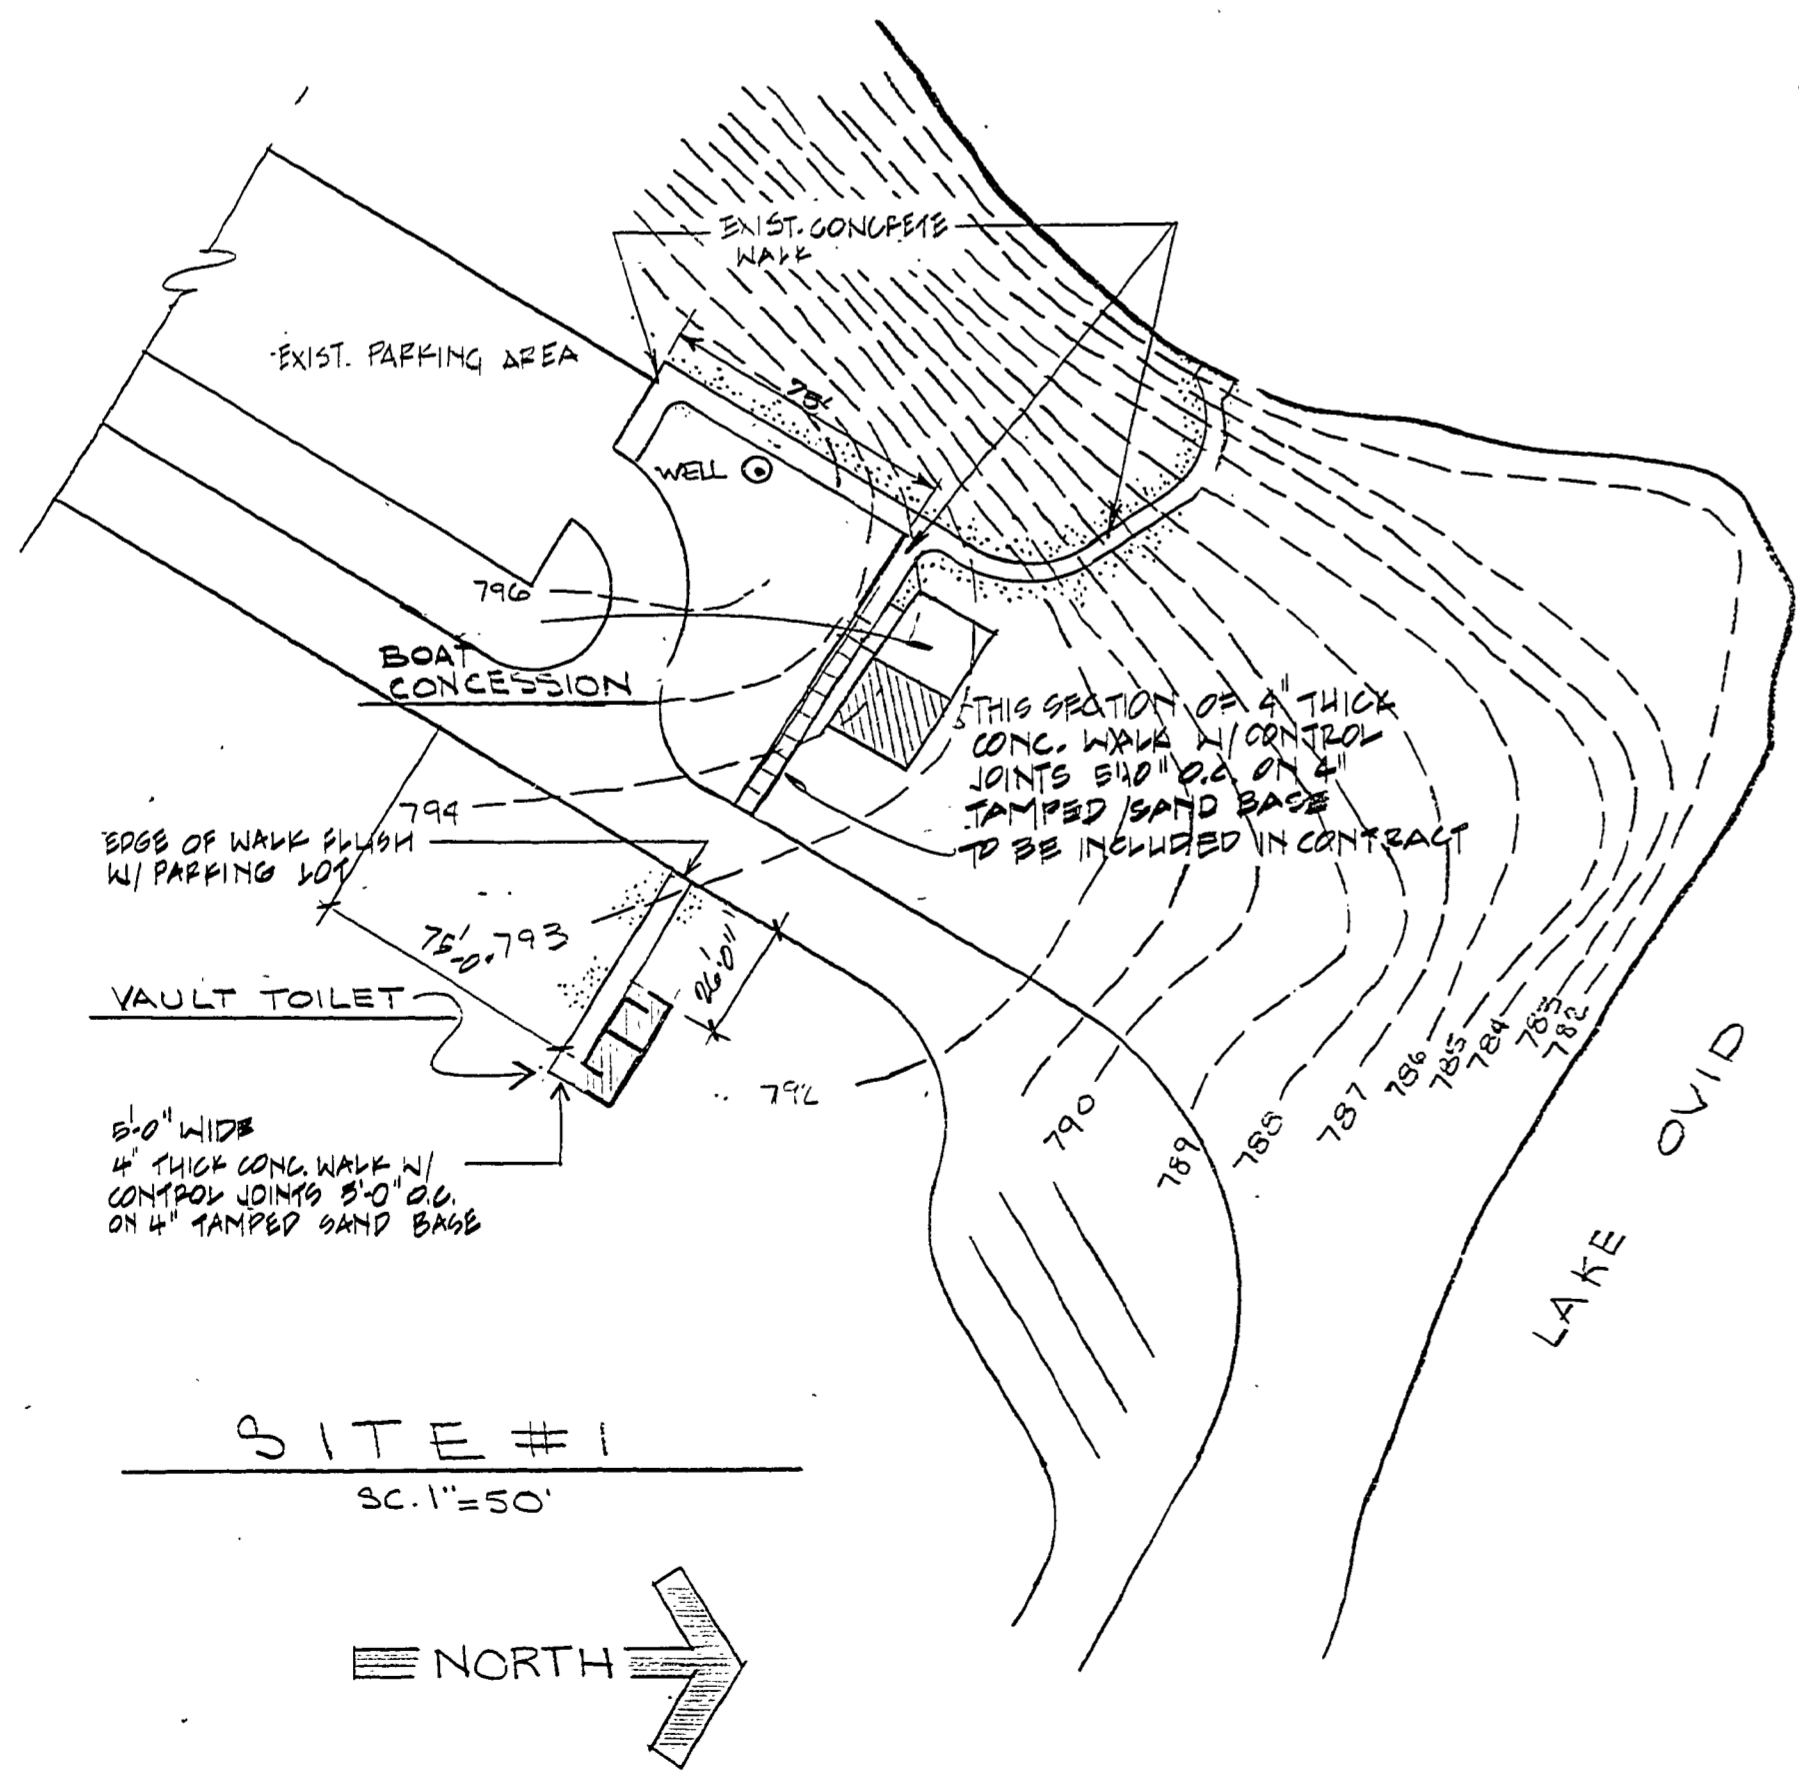 EXIST. CONCRETE
WALK
EXIST. PARKING AREA
75'
WELL
796
BOAT
CONCESSION
THIS SECTION OF 4" THICK
CONC. WALK W/ CONTROL
JOINTS 5'-0" O.C. ON 4"
TAMPED SAND BASE
TO BE INCLUDED IN CONTRACT
794
EDGE OF WALK FLUSH
W/ PARKING LOT
75'-0"
793
26'-0"
VAULT TOILET
792
790
789
788
787
786
785
784
783
782
LAKE OVID
5'-0" WIDE
4" THICK CONC. WALK W/
CONTROL JOINTS 5'-0" O.C.
ON 4" TAMPED SAND BASE
SITE #1
SC. 1"=50'
NORTH